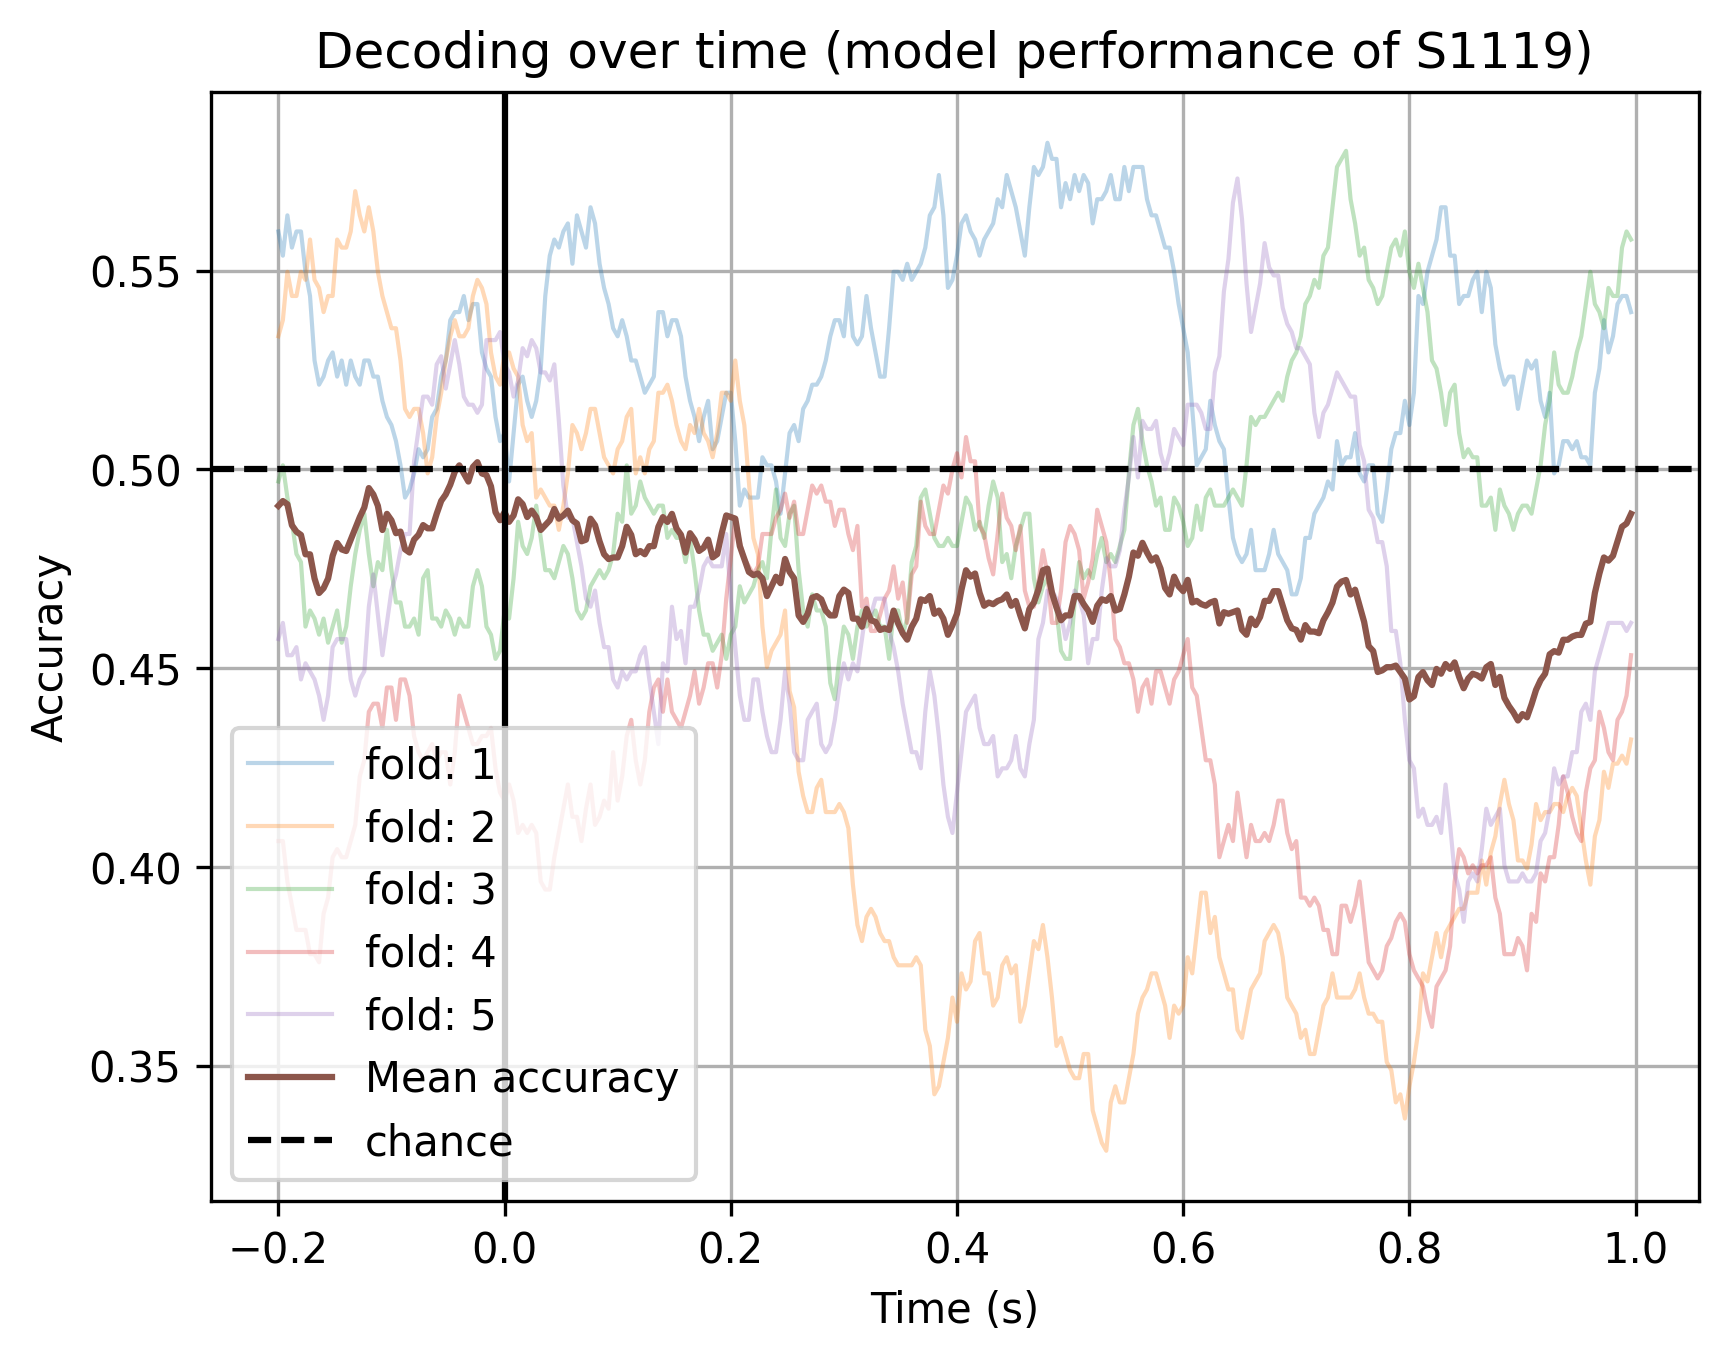 Decoding over time (model performance of S1119)
Accuracy
0.55
0.50
0.45
0.40
0.35
fold: 1
fold: 2
fold: 3
fold: 4
fold: 5
Mean accuracy
chance
−0.2 0.0 0.2 0.4 0.6 0.8 1.0
Time (s)